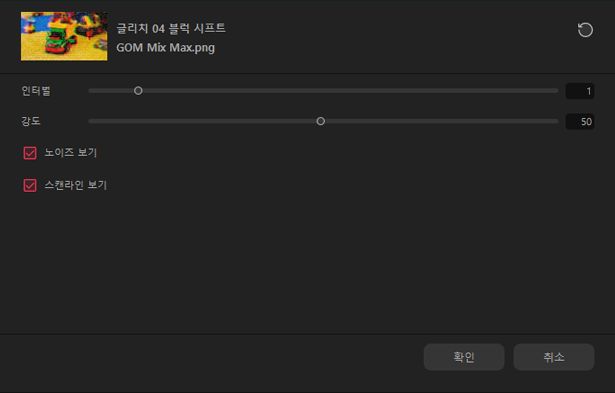 글리치 04 블럭 시프트
GOM Mix Max.png
인터벌 1
강도 50
노이즈 보기
스캔라인 보기
확인 취소